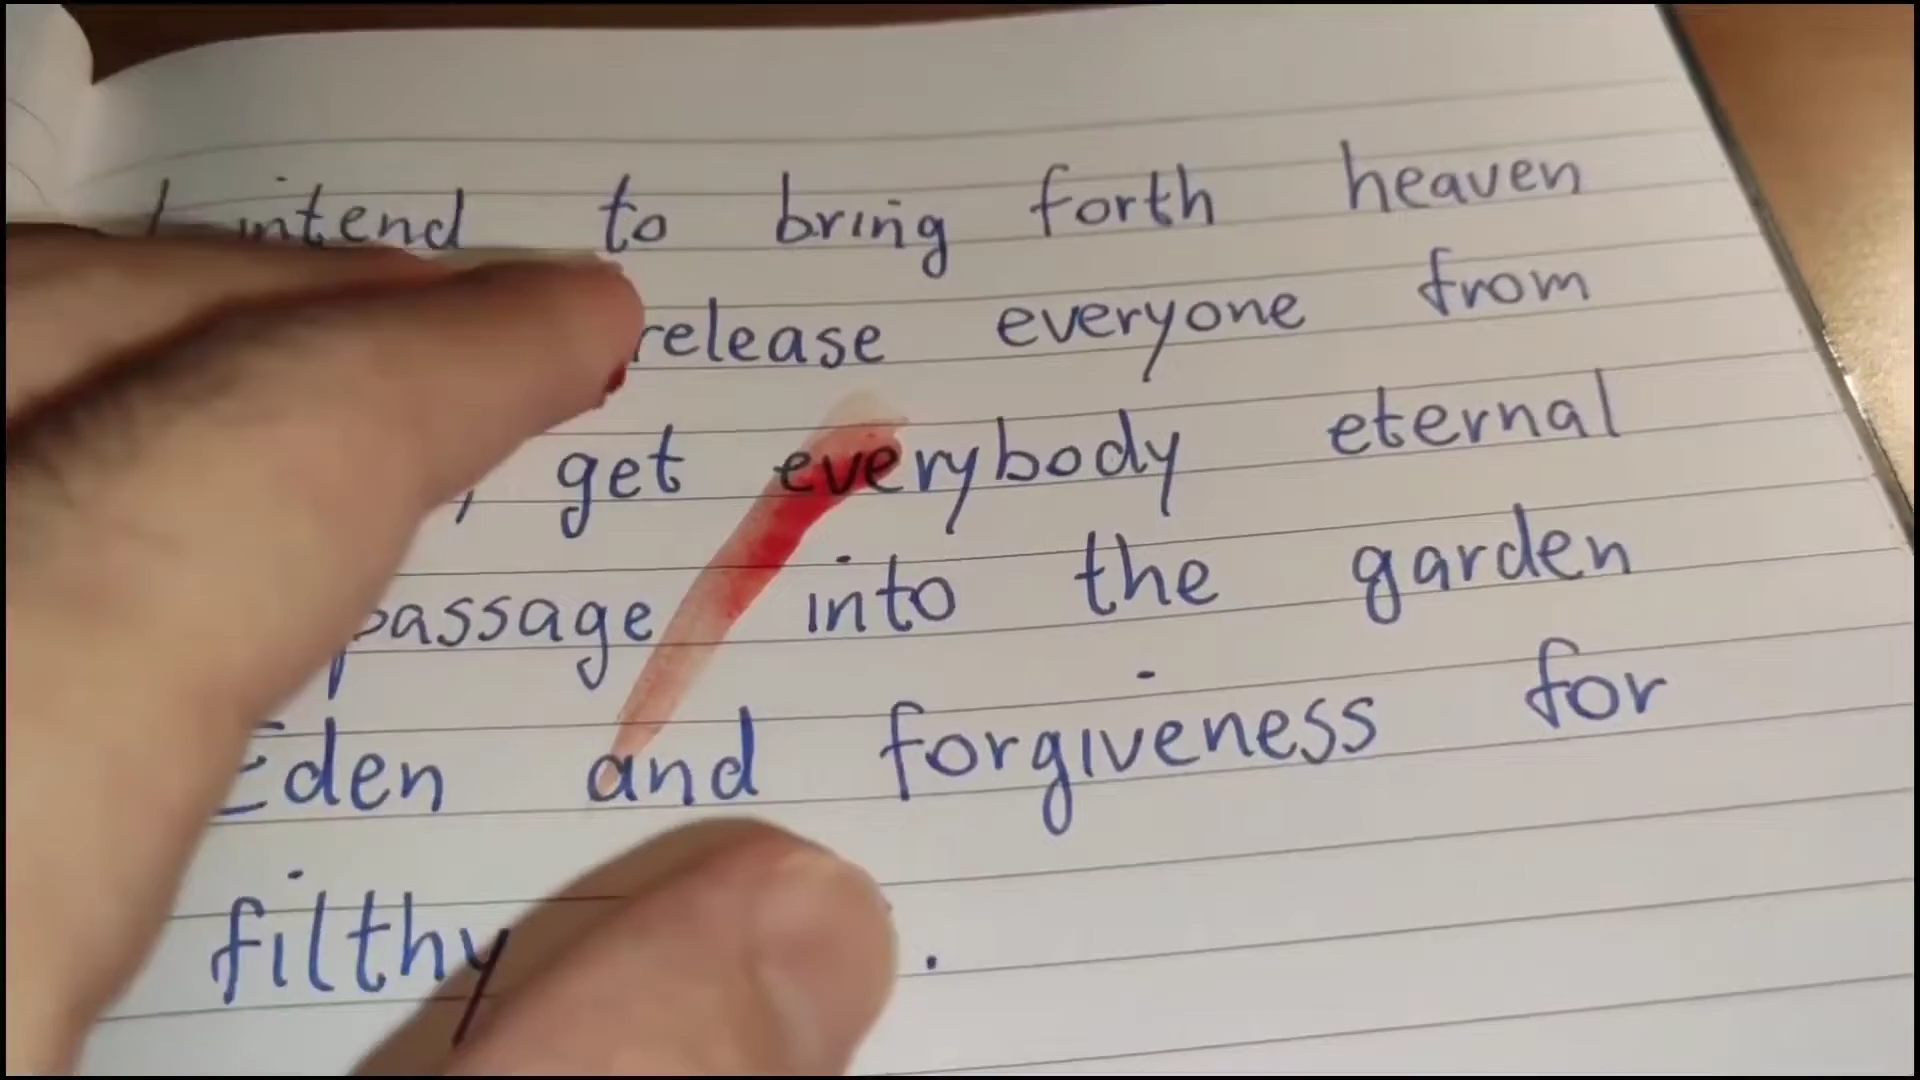 I intend to bring forth heaven
release everyone from
, get everybody eternal
passage into the garden
Eden and forgiveness for
filthy .